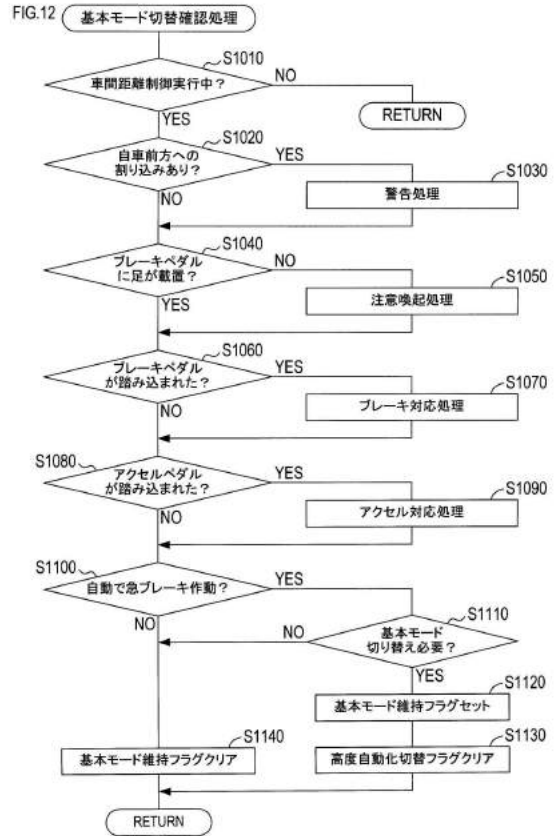 FIG.12
基本モード切替確認処理
S1010
車間距離制御実行中？
NO
YES
RETURN
S1020
自車前方への
割り込みあり？
YES
NO
S1030
警告処理
S1040
ブレーキペダル
に足が載置？
NO
YES
S1050
注意喚起処理
S1060
ブレーキペダル
が踏み込まれた？
YES
NO
S1070
ブレーキ対応処理
S1080
アクセルペダル
が踏み込まれた？
YES
NO
S1090
アクセル対応処理
S1100
自動で急ブレーキ作動？
YES
NO
S1110
基本モード
切り替え必要？
NO
YES
S1120
基本モード維持フラグセット
S1130
高度自動化切替フラグクリア
S1140
基本モード維持フラグクリア
RETURN